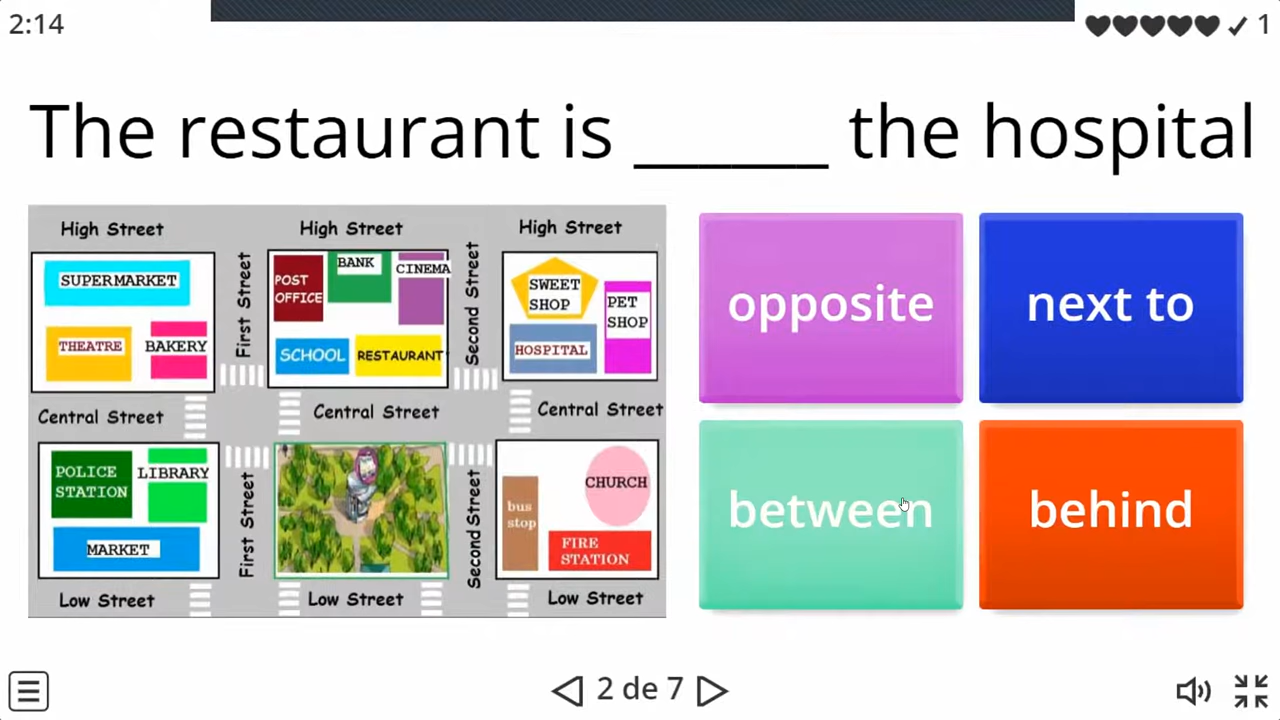 2:14
1
The restaurant is ______ the hospital
High Street
High Street
High Street
SUPERMARKET
THEATRE
BAKERY
First Street
POST
OFFICE
BANK
CINEMA
SCHOOL
RESTAURANT
Second Street
SWEET
SHOP
PET
SHOP
HOSPITAL
Central Street
Central Street
Central Street
POLICE
STATION
LIBRARY
MARKET
First Street
Second Street
bus
stop
CHURCH
FIRE
STATION
Low Street
Low Street
Low Street
opposite
next to
between
behind
2 de 7